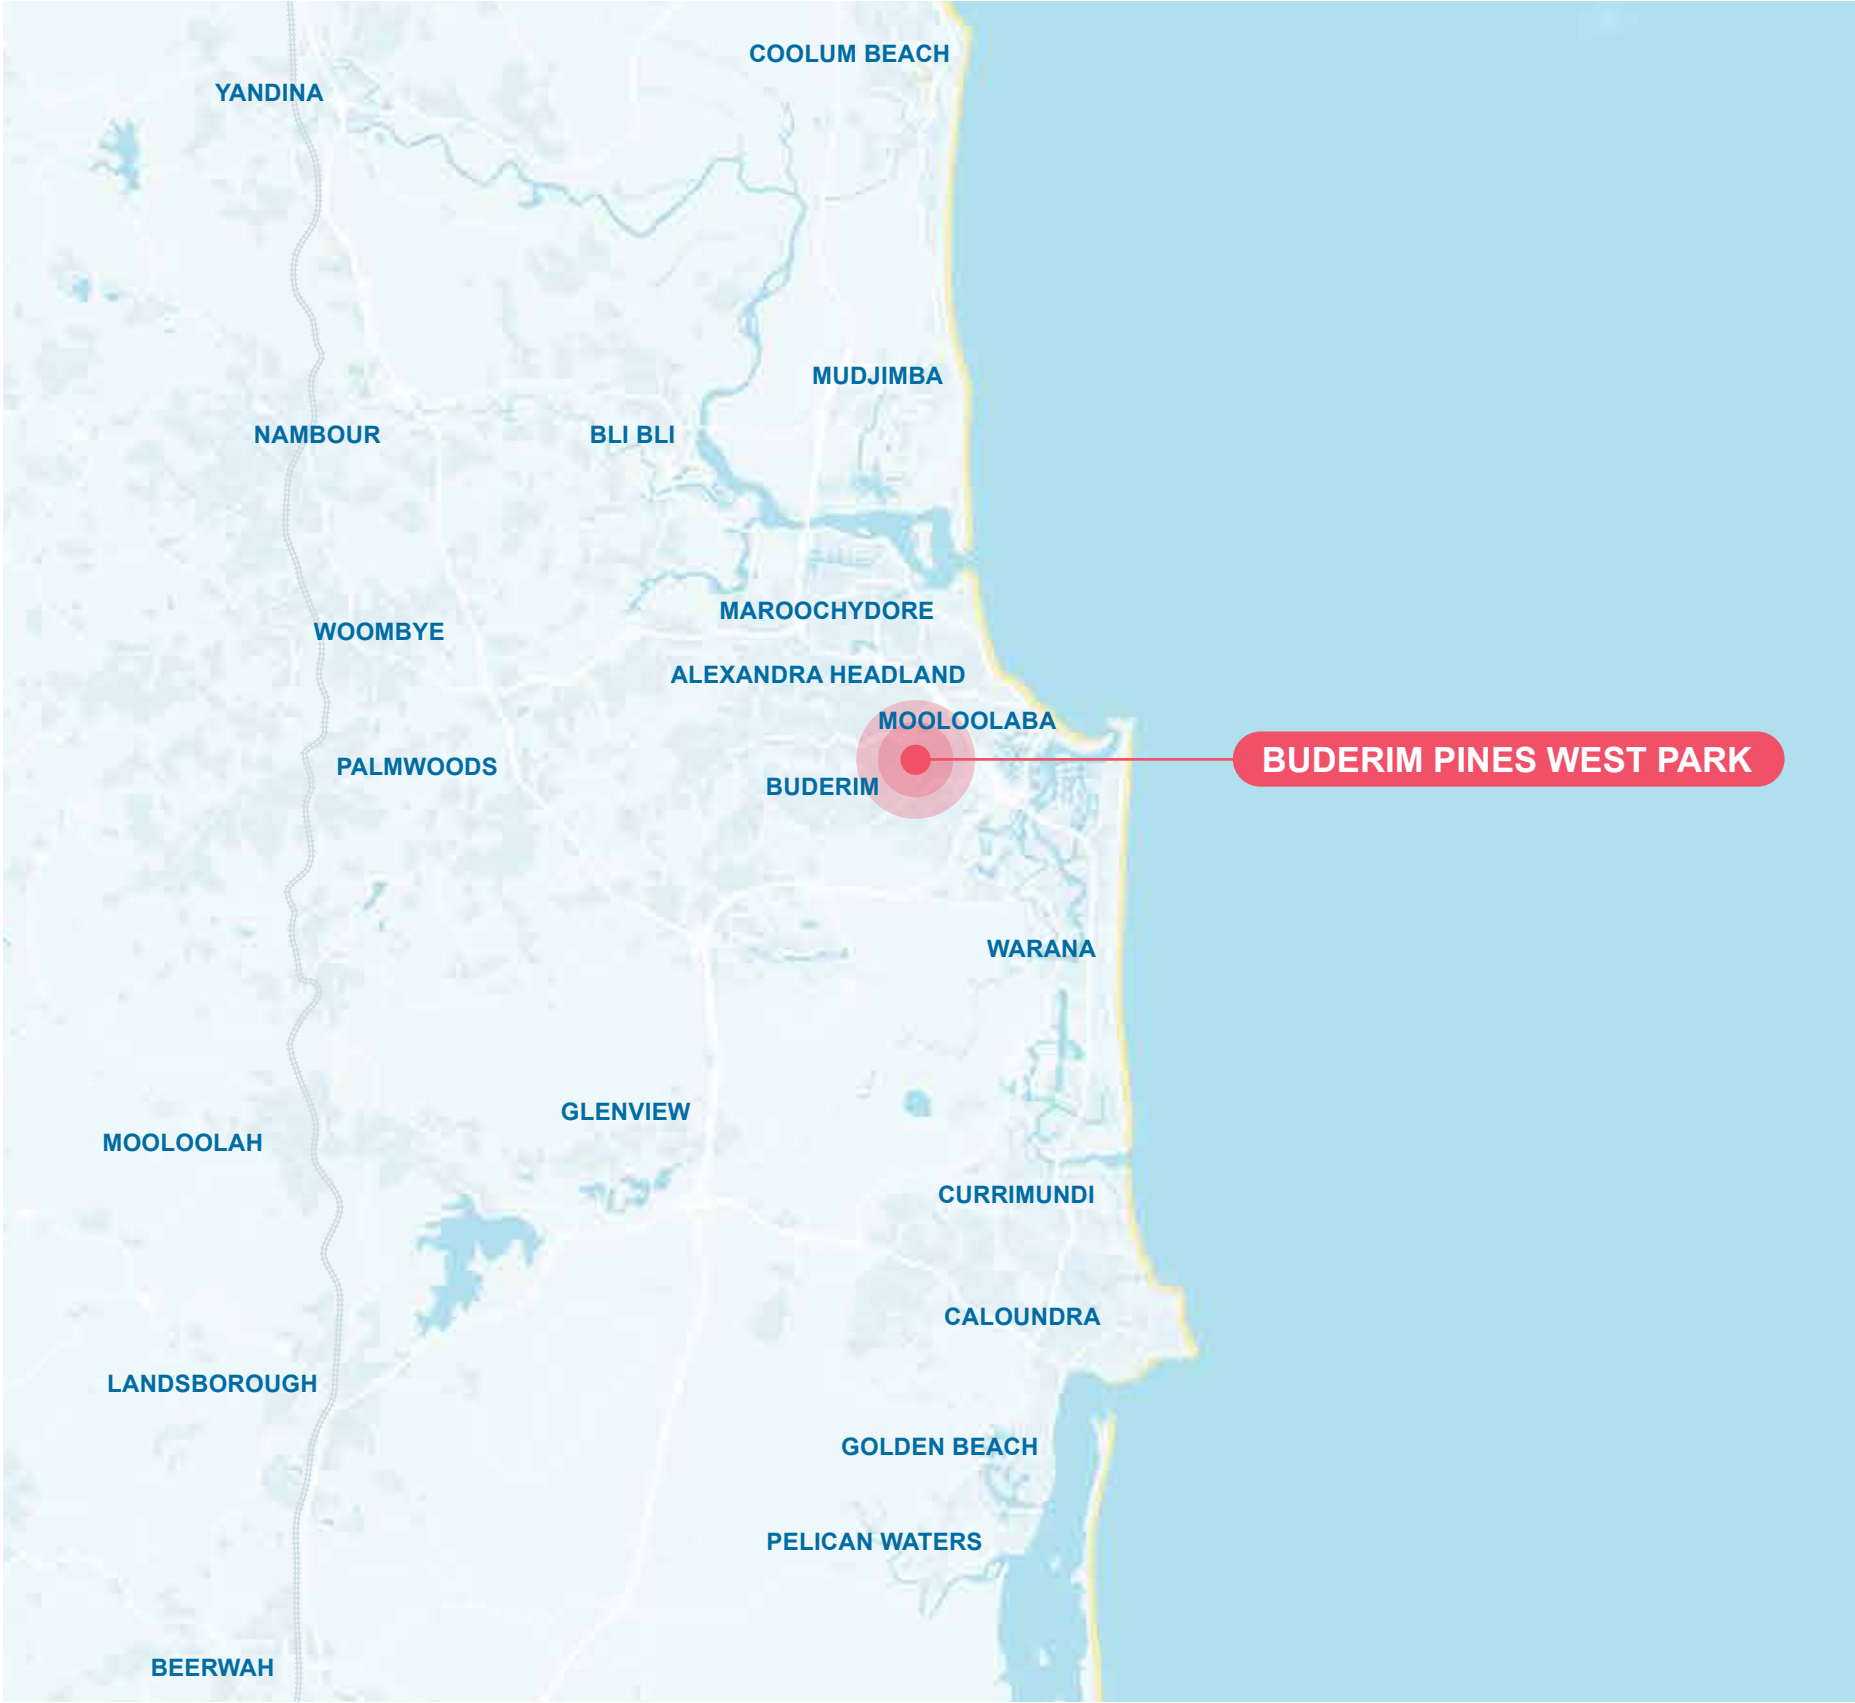 COOLUM BEACH
YANDINA
MUDJIMBA
NAMBOUR
BLI BLI
MAROOCHYDORE
WOOMBYE
ALEXANDRA HEADLAND
MOOLOOLABA
BUDERIM PINES WEST PARK
PALMWOODS
BUDERIM
WARANA
GLENVIEW
MOOLOOLAH
CURRIMUNDI
CALOUNDRA
LANDSBOROUGH
GOLDEN BEACH
PELICAN WATERS
BEERWAH